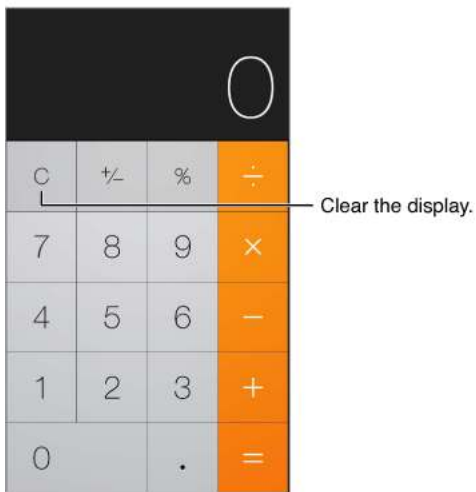 0
C +/− % ÷
Clear the display.
7 8 9 ×
4 5 6 −
1 2 3 +
0 . =